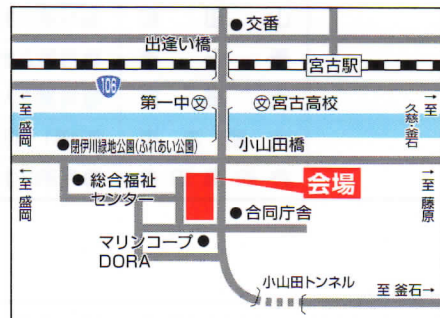 交番
出逢い橋
宮古駅
106
第一中㊛
㊛宮古高校
←至 盛岡
久慈・釜石
閉伊川緑地公園(ふれあい公園)
小山田橋
総合福祉
センター
会場
←至 盛岡
→至 藤原
合同庁舎
マリンコープ
DORA
小山田トンネル
至 釜石→